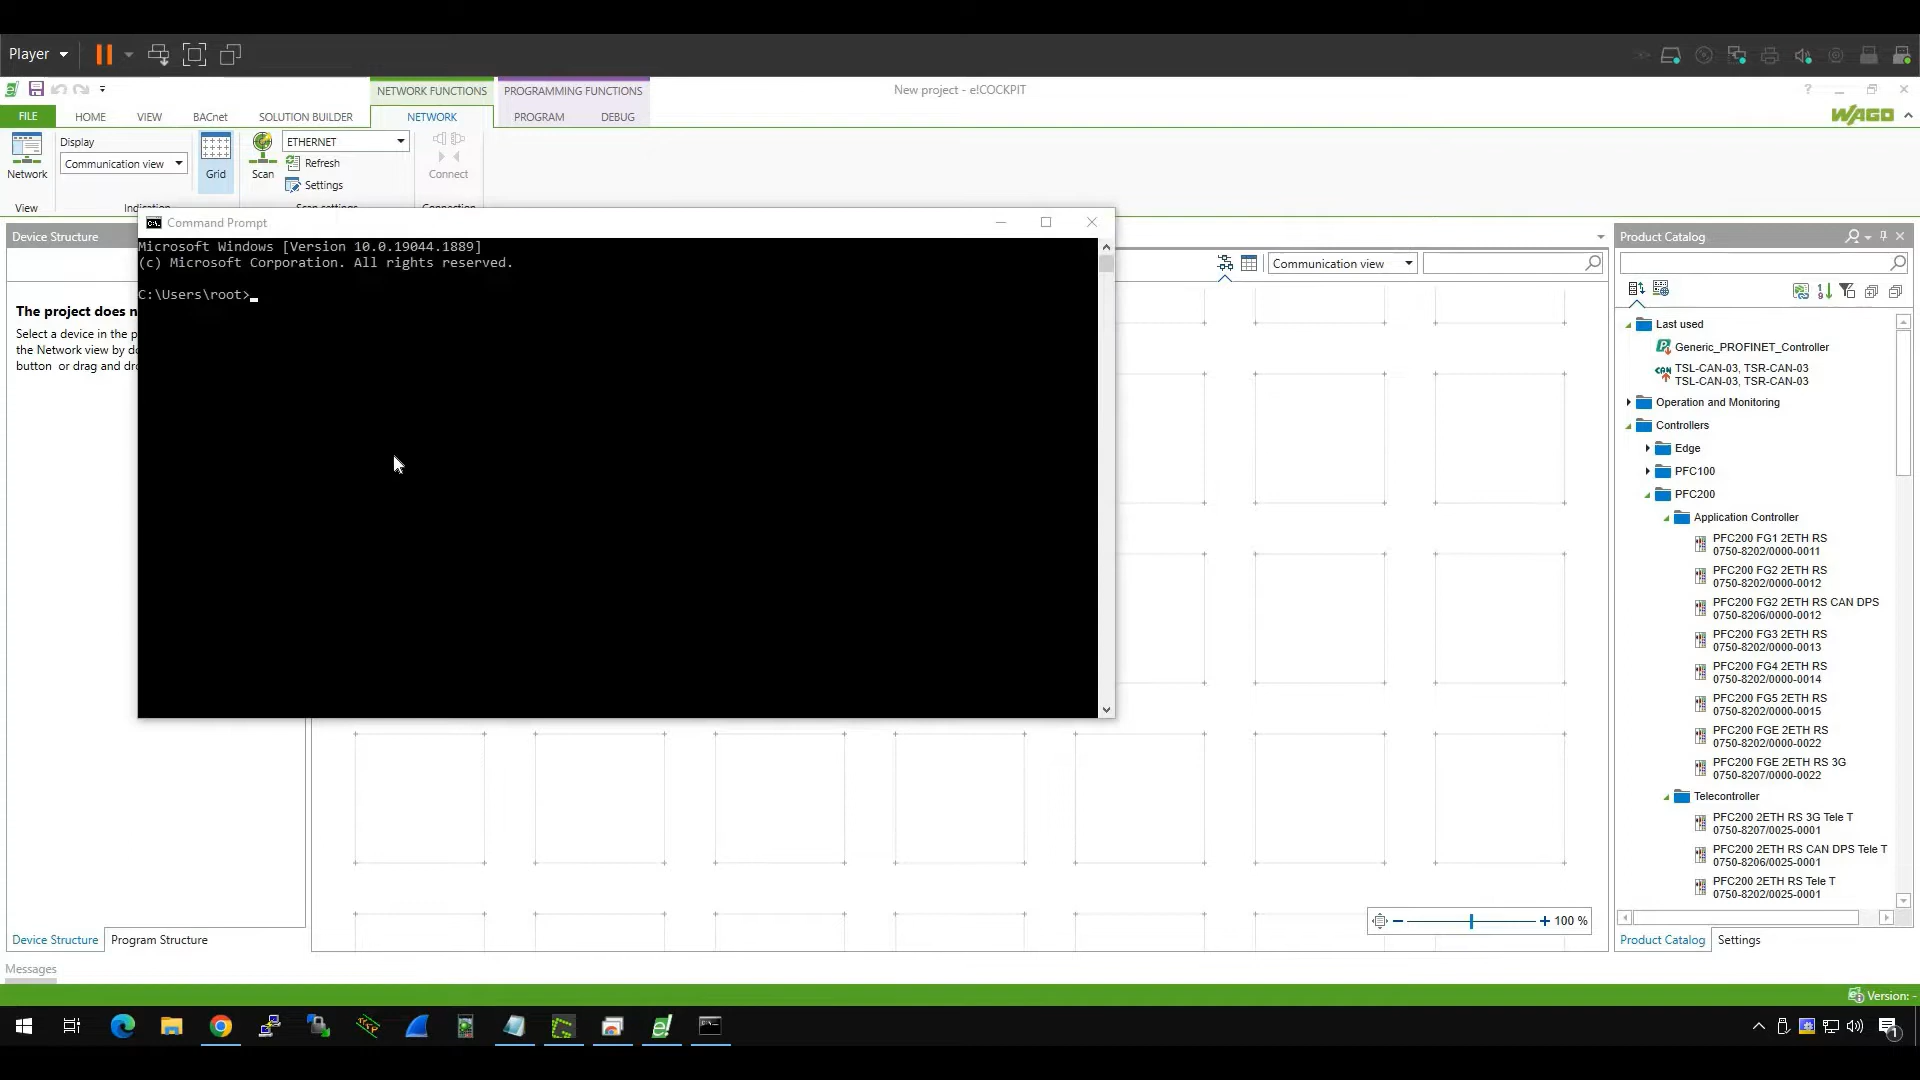 Player
New project - e!COCKPIT
NETWORK FUNCTIONS
PROGRAMMING FUNCTIONS
FILE
HOME
VIEW
BACnet
SOLUTION BUILDER
NETWORK
PROGRAM
DEBUG
WAGO
Network
View
Display
Communication view
Grid
Scan
ETHERNET
Refresh
Settings
Connect
Device Structure
The project does n
Select a device in the p
the Network view by do
button or drag and dro
Command Prompt
Microsoft Windows [Version 10.0.19044.1889]
(c) Microsoft Corporation. All rights reserved.
C:\Users\root>
Communication view
100 %
Product Catalog
Last used
Generic_PROFINET_Controller
TSL-CAN-03, TSR-CAN-03
TSL-CAN-03, TSR-CAN-03
Operation and Monitoring
Controllers
Edge
PFC100
PFC200
Application Controller
PFC200 FG1 2ETH RS
0750-8202/0000-0011
PFC200 FG2 2ETH RS
0750-8202/0000-0012
PFC200 FG2 2ETH RS CAN DPS
0750-8206/0000-0012
PFC200 FG3 2ETH RS
0750-8202/0000-0013
PFC200 FG4 2ETH RS
0750-8202/0000-0014
PFC200 FG5 2ETH RS
0750-8202/0000-0015
PFC200 FGE 2ETH RS
0750-8202/0000-0022
PFC200 FGE 2ETH RS 3G
0750-8207/0000-0022
Telecontroller
PFC200 2ETH RS 3G Tele T
0750-8207/0025-0001
PFC200 2ETH RS CAN DPS Tele T
0750-8206/0025-0001
PFC200 2ETH RS Tele T
0750-8202/0025-0001
Device Structure
Program Structure
Product Catalog
Settings
Messages
Version: -